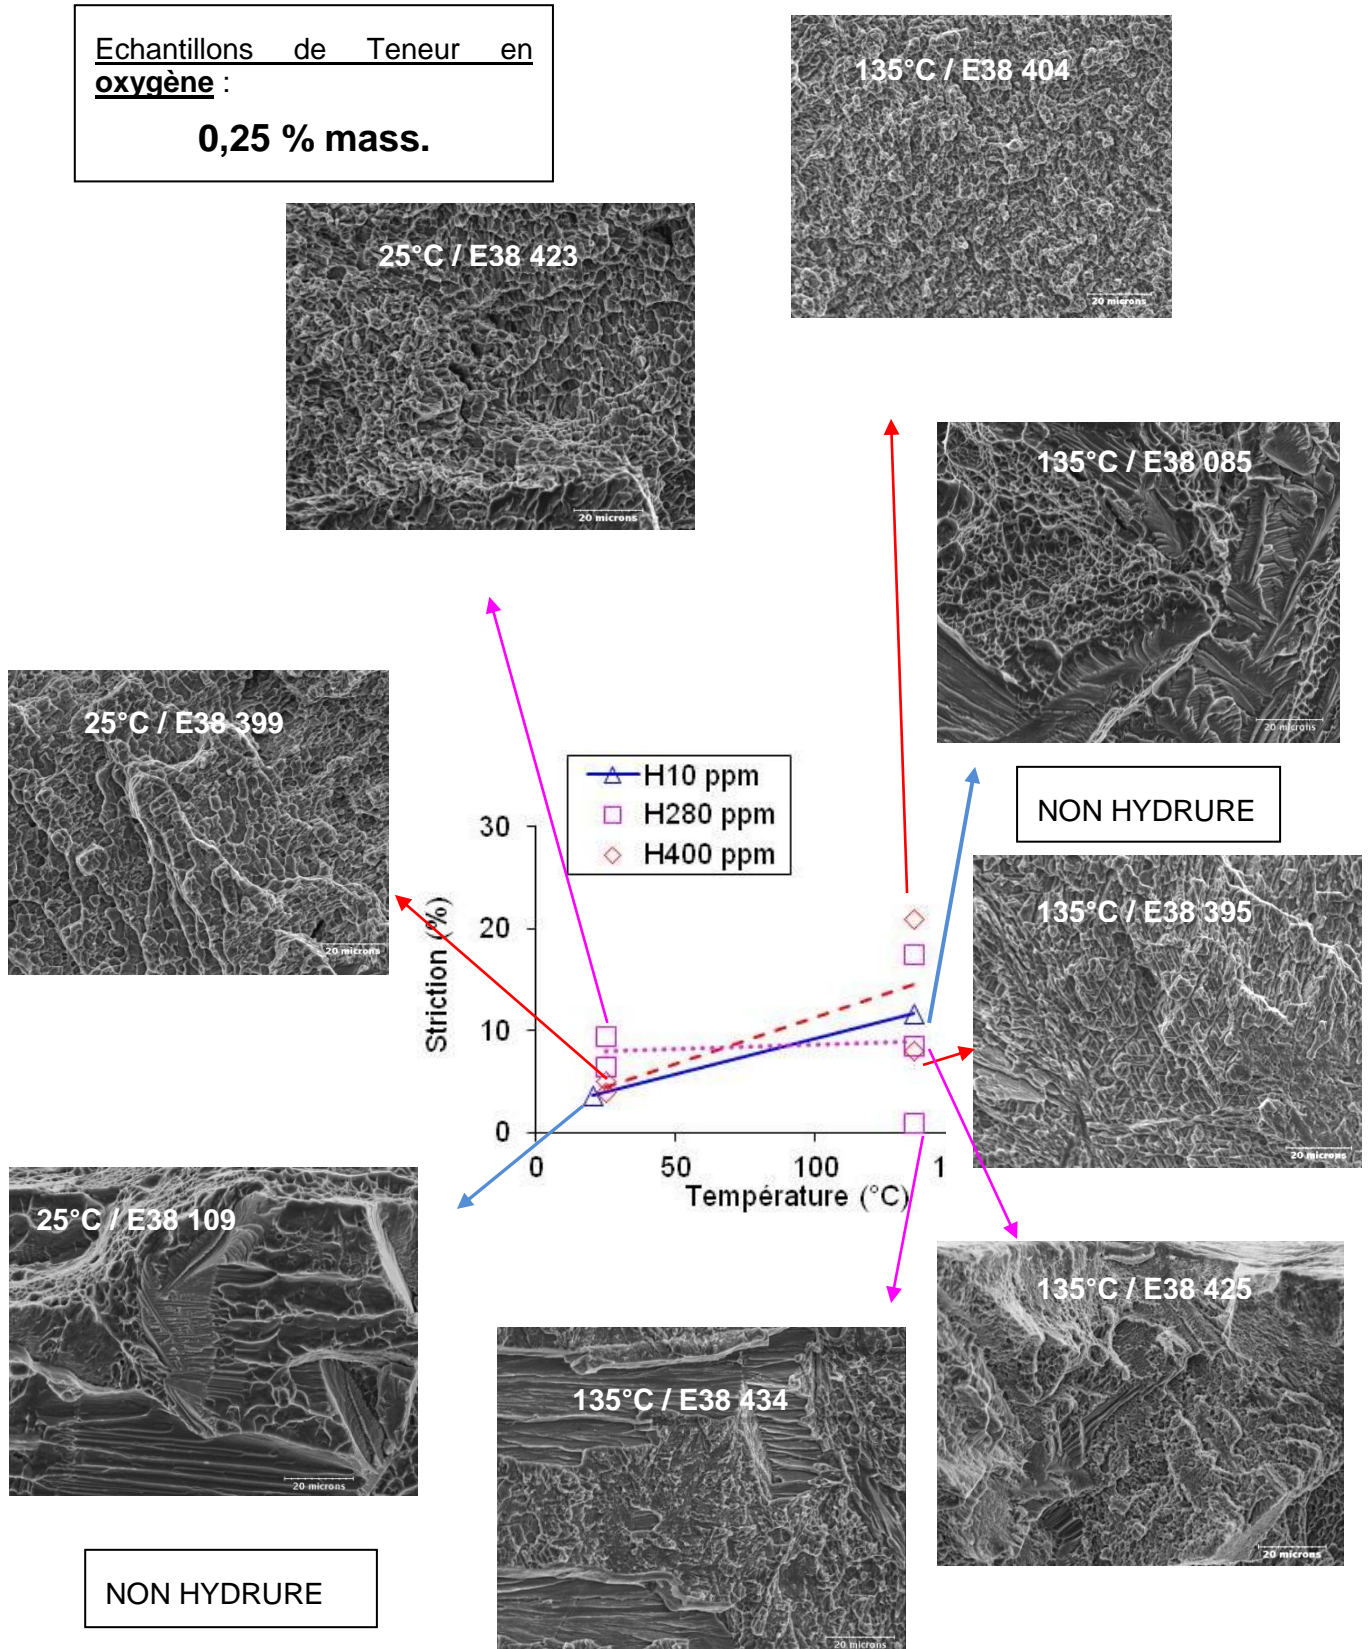 Echantillons de Teneur en
oxygène :
0,25 % mass.
135°C / E38 404
20 microns
25°C / E38 423
20 microns
135°C / E38 085
20 microns
NON HYDRURE
25°C / E38 399
20 microns
H10 ppm
H280 ppm
H400 ppm
30
20
10
0
Striction (%)
0 50 100 1
Température (°C)
135°C / E38 395
20 microns
25°C / E38 109
20 microns
NON HYDRURE
135°C / E38 434
20 microns
135°C / E38 425
20 microns